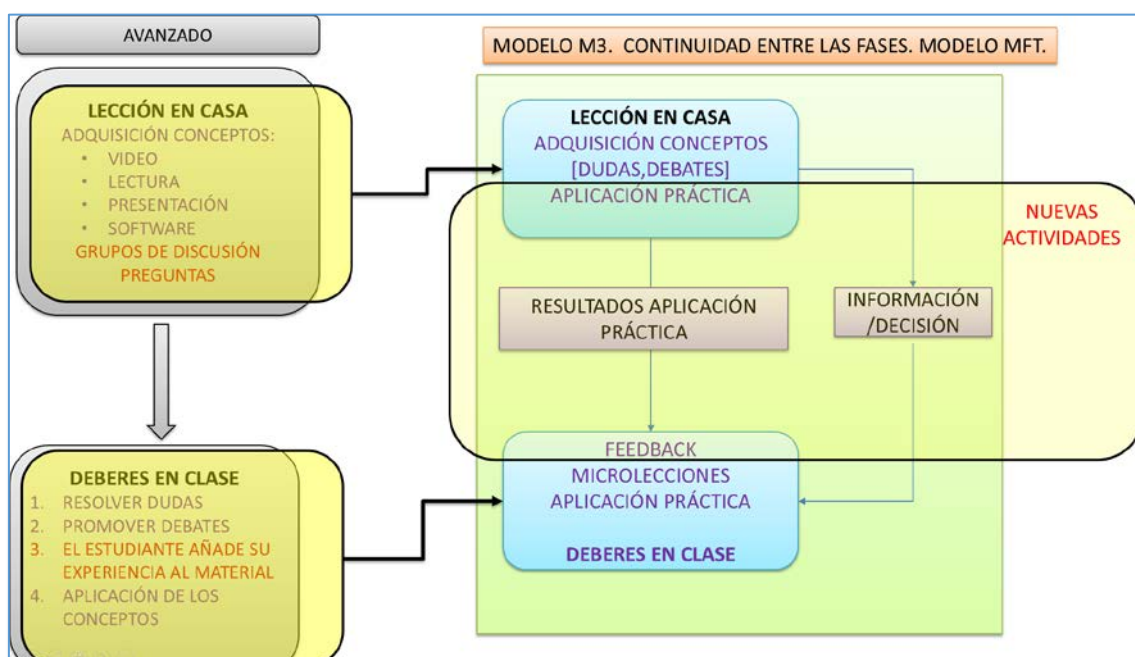 AVANZADO
LECCIÓN EN CASA
ADQUISICIÓN CONCEPTOS:
• VIDEO
• LECTURA
• PRESENTACIÓN
• SOFTWARE
GRUPOS DE DISCUSIÓN
PREGUNTAS
DEBERES EN CLASE
1. RESOLVER DUDAS
2. PROMOVER DEBATES
3. EL ESTUDIANTE AÑADE SU
EXPERIENCIA AL MATERIAL
4. APLICACIÓN DE LOS
CONCEPTOS
MODELO M3. CONTINUIDAD ENTRE LAS FASES. MODELO MFT.
LECCIÓN EN CASA
ADQUISICIÓN CONCEPTOS
[DUDAS,DEBATES]
APLICACIÓN PRÁCTICA
NUEVAS
ACTIVIDADES
RESULTADOS APLICACIÓN
PRÁCTICA
INFORMACIÓN
/DECISIÓN
FEEDBACK
MICROLECCIONES
APLICACIÓN PRÁCTICA
DEBERES EN CLASE